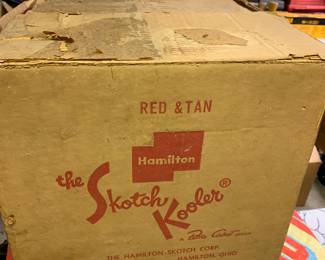 RED & TAN
Hamilton
the Skotch Kooler®
THE HAMILTON-SKOTCH CORP.
HAMILTON, OHIO